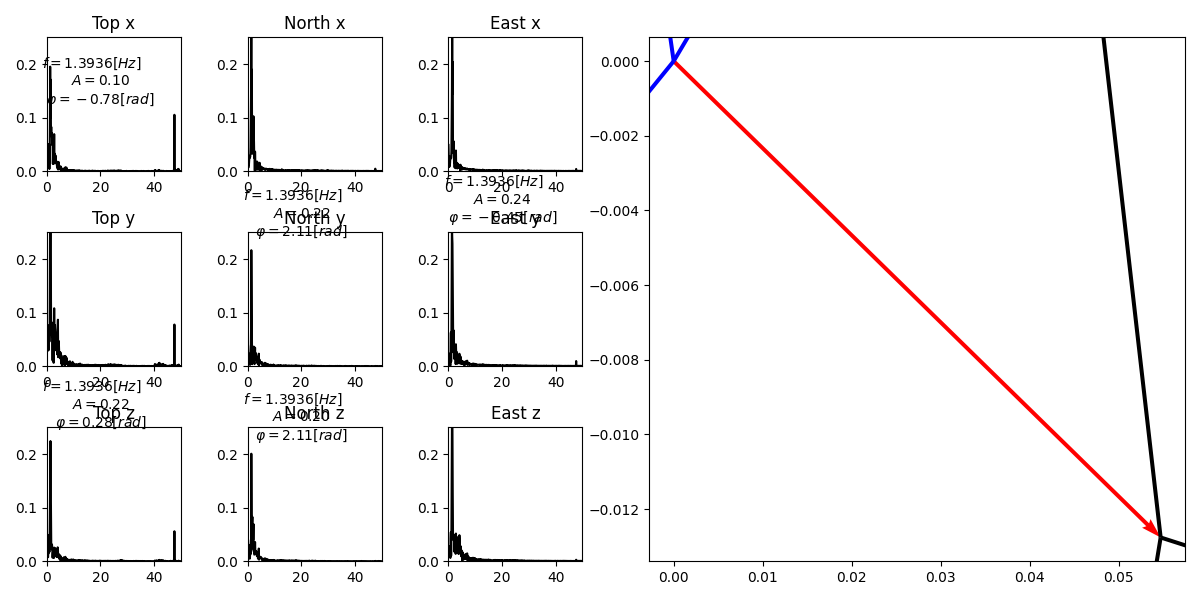 Top x
North x
East x
0.2
0.1
0.0
0 20 40
f = 1.3936[Hz]
A = 0.10
φ = −0.78[rad]
0.2
0.1
0.0
0 20 40
0.2
0.1
0.0
0 20 40
f = 1.3936[Hz]
A = 0.22
φ = 2.11[rad]
f = 1.3936[Hz]
A = 0.24
Top y
North y
East y
0.2
0.1
0.0
0 20 40
0.2
0.1
0.0
0 20 40
0.2
0.1
0.0
0 20 40
f = 1.3936[Hz]
A = 0.22
φ = 0.28[rad]
f = 1.3936[Hz]
A = 0.20
φ = 2.11[rad]
Top z
North z
East z
0.2
0.1
0.0
0 20 40
0.2
0.1
0.0
0 20 40
0.2
0.1
0.0
0 20 40
0.000
−0.002
−0.004
−0.006
−0.008
−0.010
−0.012
0.00 0.01 0.02 0.03 0.04 0.05